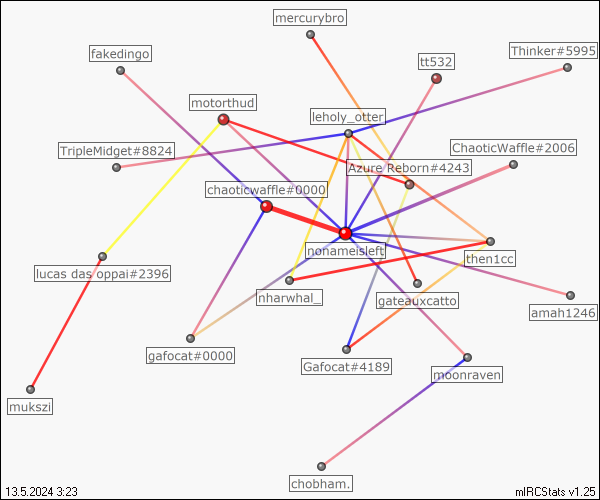 mercurybro
fakedingo
Thinker#5995
tt532
motorthud
leholy_otter
TripleMidget#8824
ChaoticWaffle#2006
Azure Reborn#4243
chaoticwaffle#0000
nonameisleft
lthen1cc
lucas das oppai#2396
nharwhal_
gateauxcatto
amah1246
gafocat#0000
Gafocat#4189
moonraven
mukszi
chobham.
13.5.2024 3:23
mIRCStats v1.25